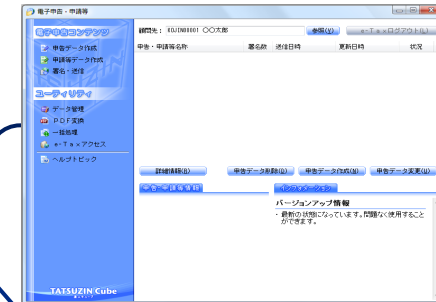 電子申告・申請等
電子申告コンテンツ
申告データ作成
申請等データ作成
署名・送信
ユーティリティ
データ管理
PDF変換
一括処理
e-Taxアクセス
ヘルプトピック
TATSUZIN Cube
顧問先： KOJIN00001 ○○太郎
参照(V)
e-Taxログアウト(L)
申告・申請等名称 署名数 送信日時 更新日時 状況
詳細情報(B)
申告データ削除(D)
申告データ作成(N)
申告データ変更(U)
申告・申請等情報
インフォメーション
バージョンアップ情報
・最新の状態になっています。問題なく使用すること
ができます。